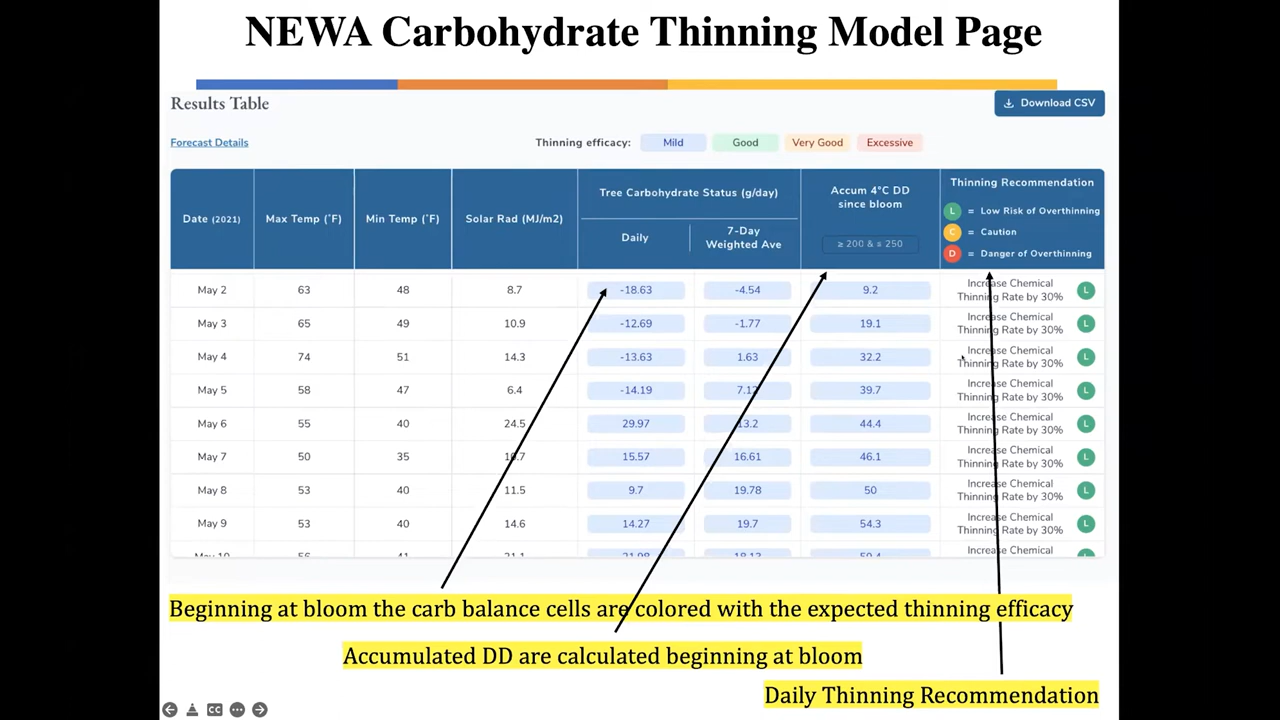 NEWA Carbohydrate Thinning Model Page
Results Table
Download CSV
Forecast Details
Thinning efficacy: Mild Good Very Good Excessive
Date (2021) Max Temp (˚F) Min Temp (˚F) Solar Rad (MJ/m2) Tree Carbohydrate Status (g/day) Daily 7-Day Weighted Ave Accum 4°C DD since bloom ≥ 200 & ≤ 250
Thinning Recommendation
L = Low Risk of Overthinning
C = Caution
D = Danger of Overthinning
May 2 63 48 8.7 -18.63 -4.54 9.2 Increase Chemical Thinning Rate by 30% L
May 3 65 49 10.9 -12.69 -1.77 19.1 Increase Chemical Thinning Rate by 30% L
May 4 74 51 14.3 -13.63 1.63 32.2 Increase Chemical Thinning Rate by 30% L
May 5 58 47 6.4 -14.19 7.12 39.7 Increase Chemical Thinning Rate by 30% L
May 6 55 40 24.5 29.97 13.2 44.4 Increase Chemical Thinning Rate by 30% L
May 7 50 35 10.7 15.57 16.61 46.1 Increase Chemical Thinning Rate by 30% L
May 8 53 40 11.5 9.7 19.78 50 Increase Chemical Thinning Rate by 30% L
May 9 53 40 14.6 14.27 19.7 54.3 Increase Chemical Thinning Rate by 30% L
May 10 Increase Chemical
Beginning at bloom the carb balance cells are colored with the expected thinning efficacy
Accumulated DD are calculated beginning at bloom
Daily Thinning Recommendation
CC